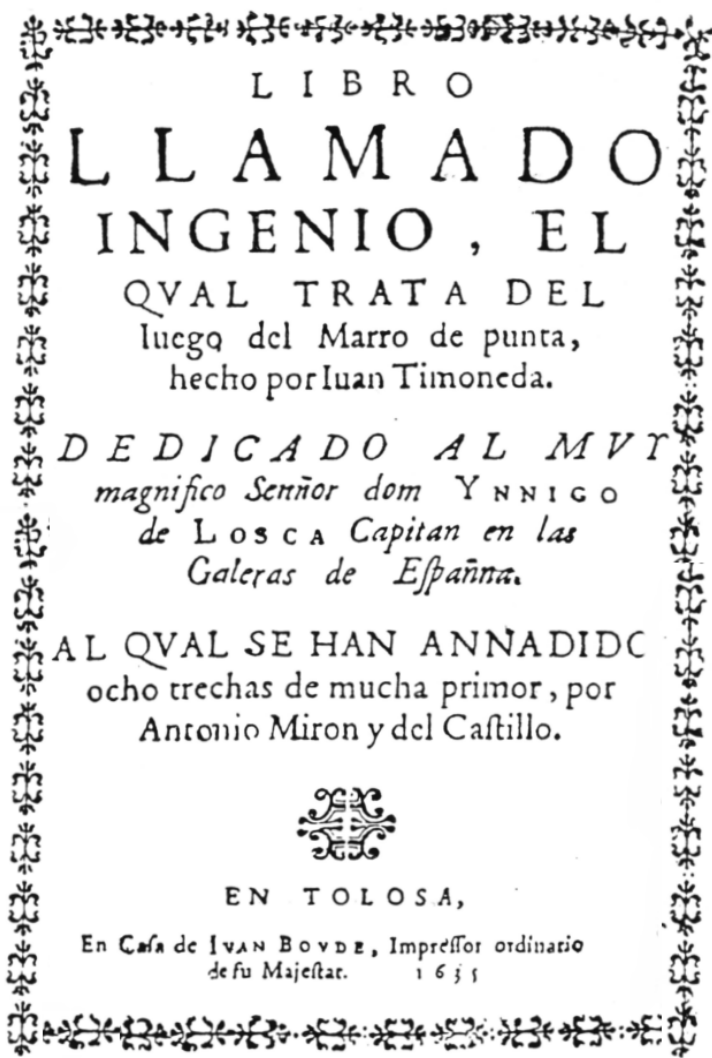 LIBRO
LLAMADO
INGENIO, EL
QVAL TRATA DEL
Iuego del Marro de punta,
hecho por Iuan Timoneda.
DEDICADO AL MVY
magnifico Sennor dom YNNIGO
de LOSCA Capitan en las
Galeras de Eſpanna.
AL QVAL SE HAN ANNADIDO
ocho trechas de mucha primor, por
Antonio Miron y del Caſtillo.
EN TOLOSA,
En Caſa de IVAN BOVDE, Impreſſor ordinario
de ſu Majeſtat. 1635